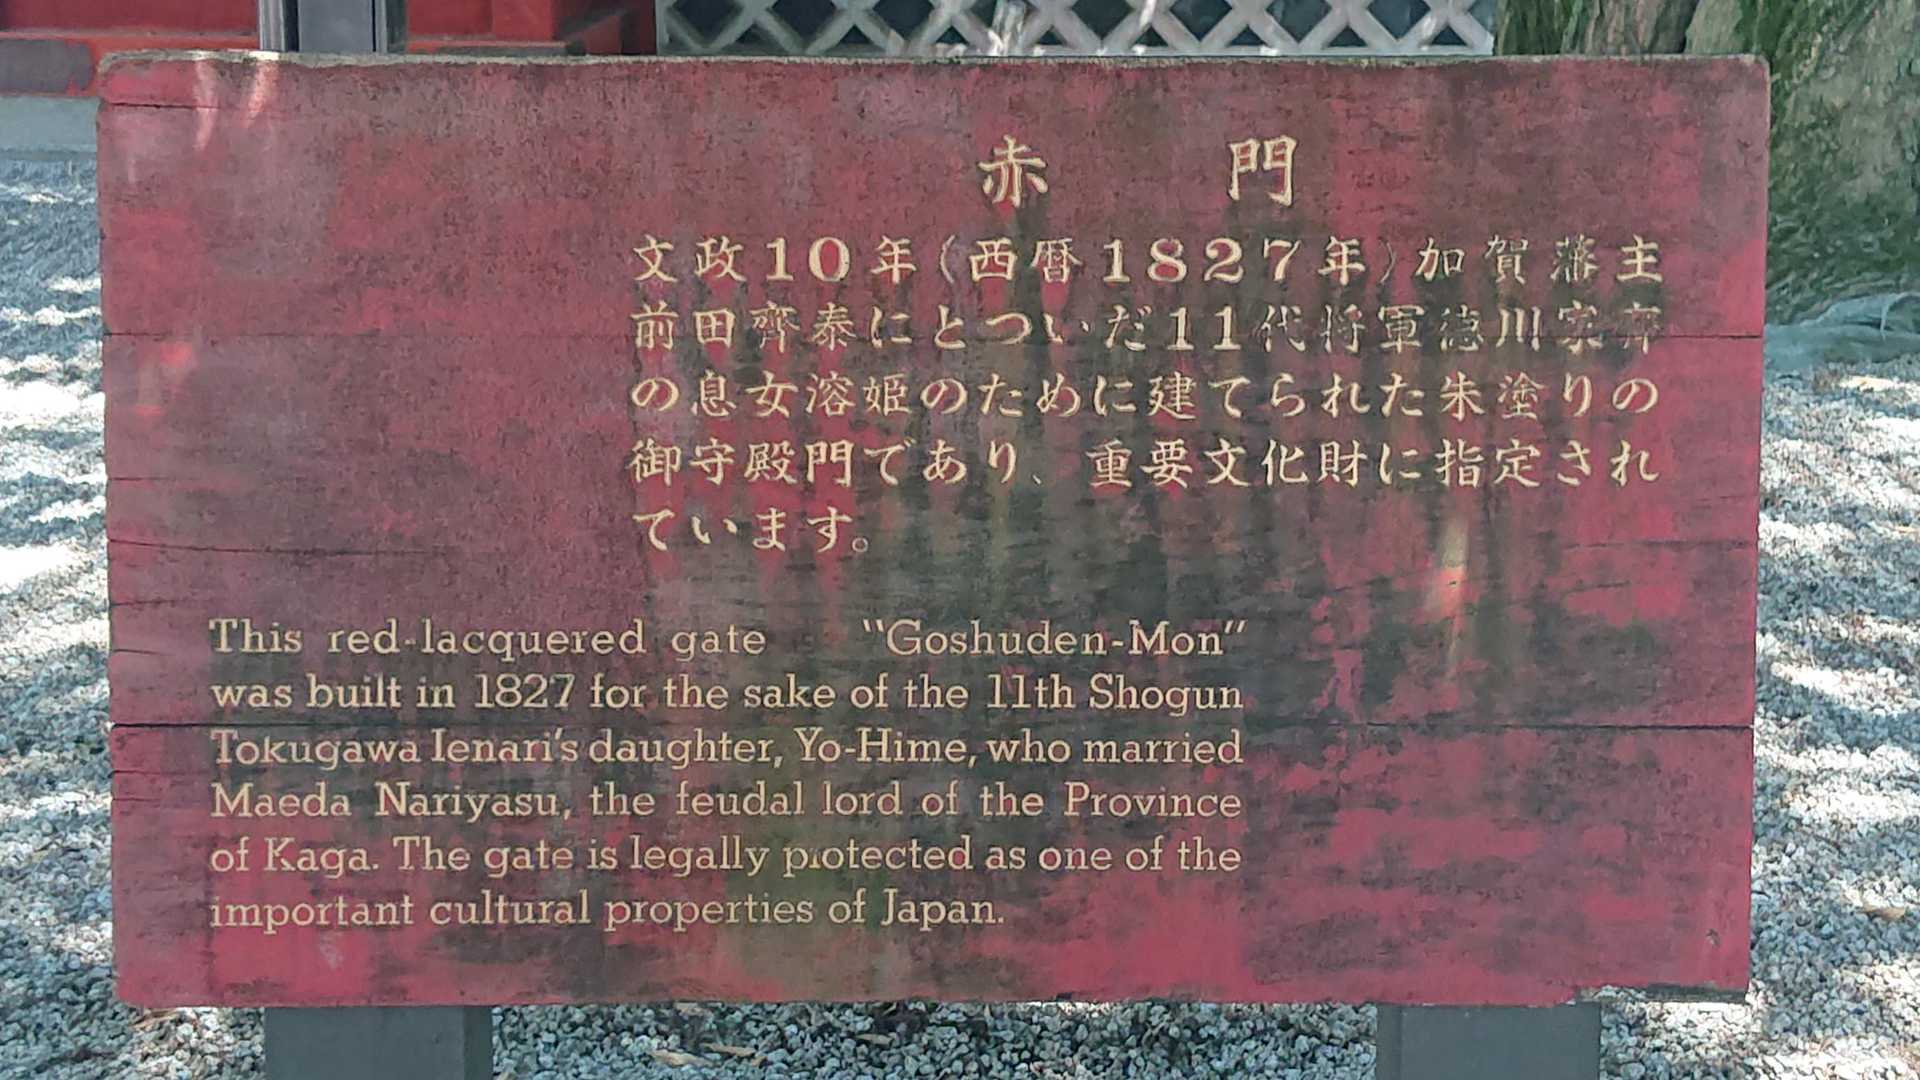 赤門
文政10年(西暦1827年)加賀藩主
前田齊泰にとついだ11代将軍徳川家斉
の息女溶姫のために建てられた朱塗りの
御守殿門であり、重要文化財に指定され
ています。
This red-lacquered gate "Goshuden-Mon"
was built in 1827 for the sake of the 11th Shogun
Tokugawa Ienari's daughter, Yo-Hime, who married
Maeda Nariyasu, the feudal lord of the Province
of Kaga. The gate is legally protected as one of the
important cultural properties of Japan.